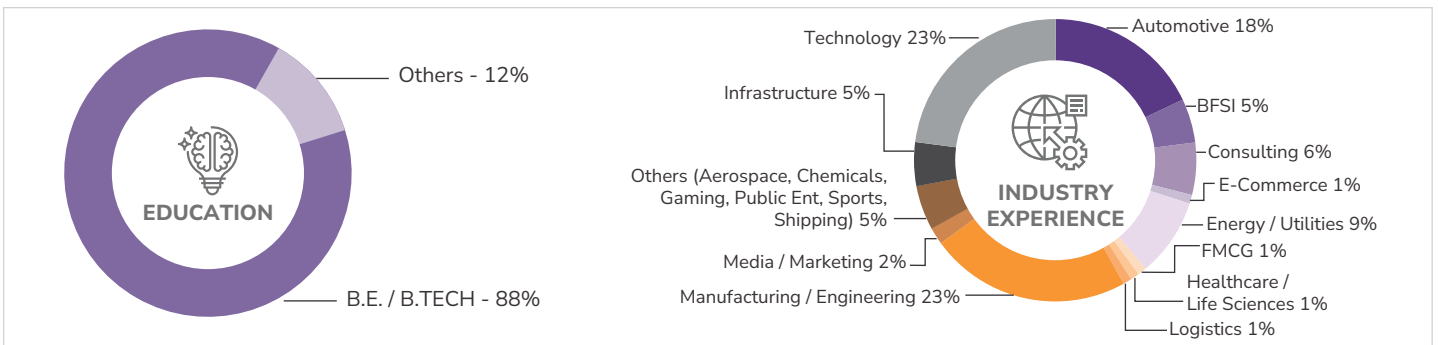 Others - 12%
EDUCATION
B.E. / B.TECH - 88%
Technology 23%
Automotive 18%
Infrastructure 5%
BFSI 5%
Consulting 6%
E-Commerce 1%
Others (Aerospace, Chemicals,
Gaming, Public Ent, Sports,
Shipping) 5%
INDUSTRY
EXPERIENCE
Energy / Utilities 9%
FMCG 1%
Media / Marketing 2%
Healthcare /
Life Sciences 1%
Manufacturing / Engineering 23%
Logistics 1%